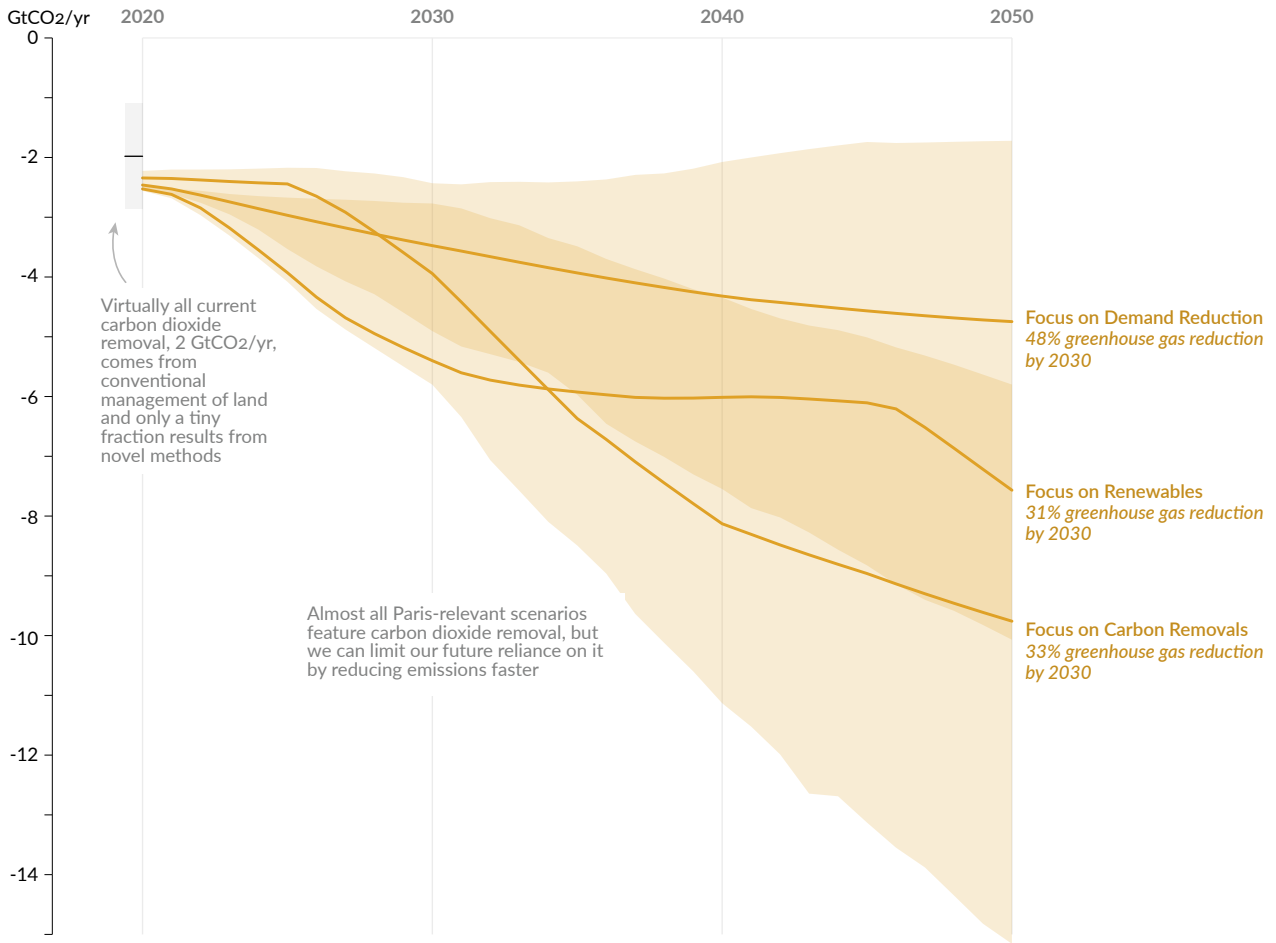 GtCO2/yr 2020 2030 2040 2050
0
-2
-4
-6
-8
-10
-12
-14
Virtually all current
carbon dioxide
removal, 2 GtCO2/yr,
comes from
conventional
management of land
and only a tiny
fraction results from
novel methods
Almost all Paris-relevant scenarios
feature carbon dioxide removal, but
we can limit our future reliance on it
by reducing emissions faster
Focus on Demand Reduction
48% greenhouse gas reduction
by 2030
Focus on Renewables
31% greenhouse gas reduction
by 2030
Focus on Carbon Removals
33% greenhouse gas reduction
by 2030